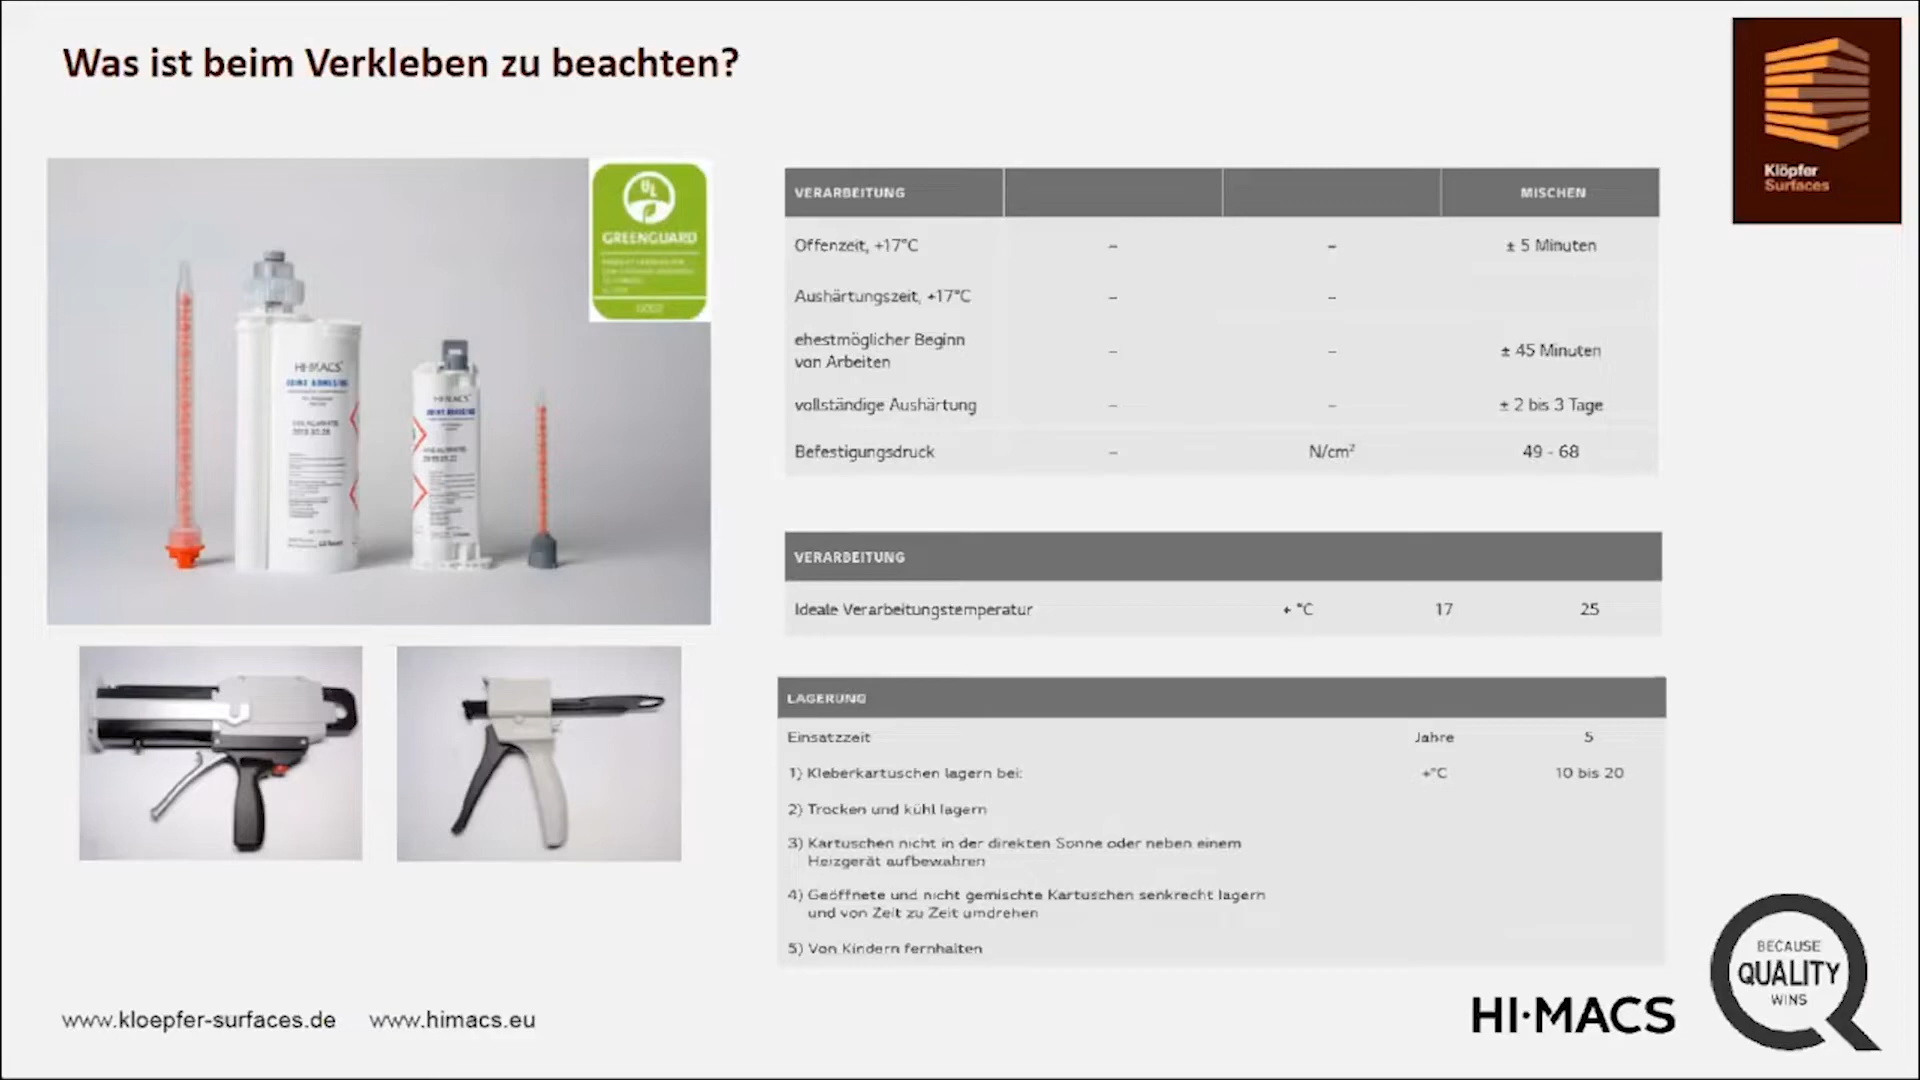 Was ist beim Verkleben zu beachten?
Klöpfer
Surfaces
UL
GREENGUARD
HI·MACS
HI·MACS
VERARBEITUNG MISCHEN
Offenzeit, +17°C – – ± 5 Minuten
Aushärtungszeit, +17°C – –
ehestmöglicher Beginn
von Arbeiten – – ± 45 Minuten
vollständige Aushärtung – – ± 2 bis 3 Tage
Befestigungsdruck – N/cm² 49 - 68
VERARBEITUNG
Ideale Verarbeitungstemperatur + °C 17 25
LAGERUNG
Einsatzzeit Jahre 5
1) Kleberkartuschen lagern bei: +°C 10 bis 20
2) Trocken und kühl lagern
3) Kartuschen nicht in der direkten Sonne oder neben einem
Heizgerät aufbewahren
4) Geöffnete und nicht gemischte Kartuschen senkrecht lagern
und von Zeit zu Zeit umdrehen
5) Von Kindern fernhalten
www.kloepfer-surfaces.de www.himacs.eu
HI·MACS
BECAUSE
QUALITY
WINS